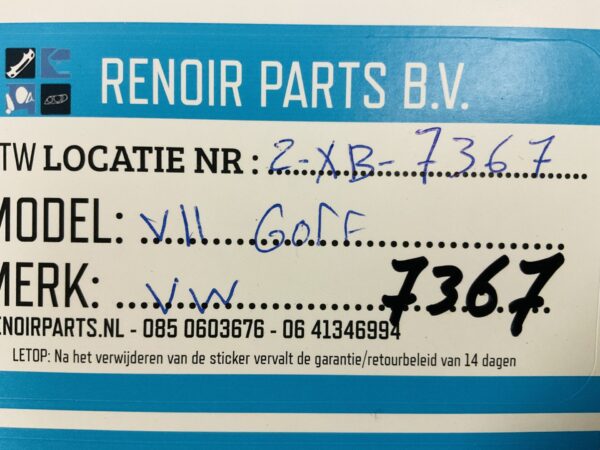 RENOIR PARTS B.V.
TW LOCATIE NR : 2-XB-7367
MODEL: VII GOLF
MERK: VW 7367
ENOIRPARTS.NL - 085 0603676 - 06 41346994
LETOP: Na het verwijderen van de sticker vervalt de garantie/retourbeleid van 14 dagen